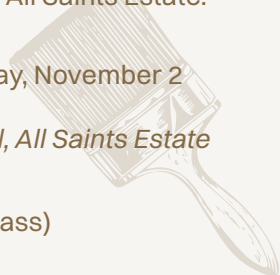 All Saints Estate.
ay, November 2
l, All Saints Estate
ass)